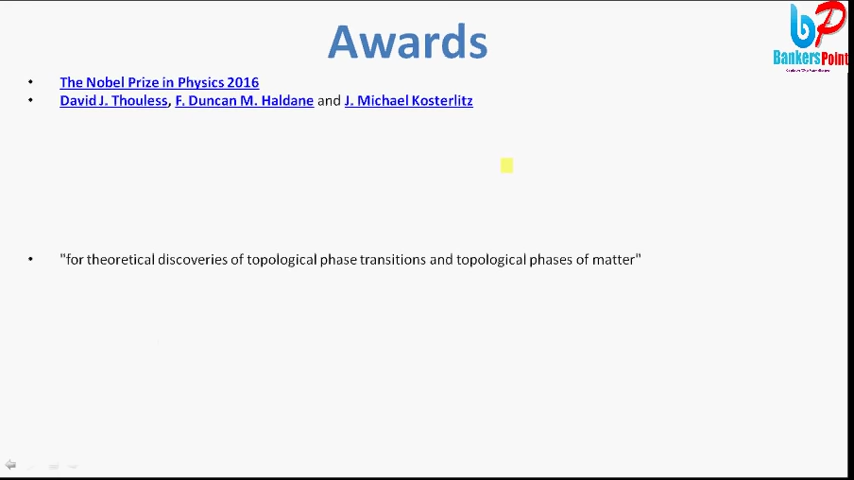 Awards
bP
BankersPoint
• The Nobel Prize in Physics 2016
• David J. Thouless, F. Duncan M. Haldane and J. Michael Kosterlitz
• "for theoretical discoveries of topological phase transitions and topological phases of matter"